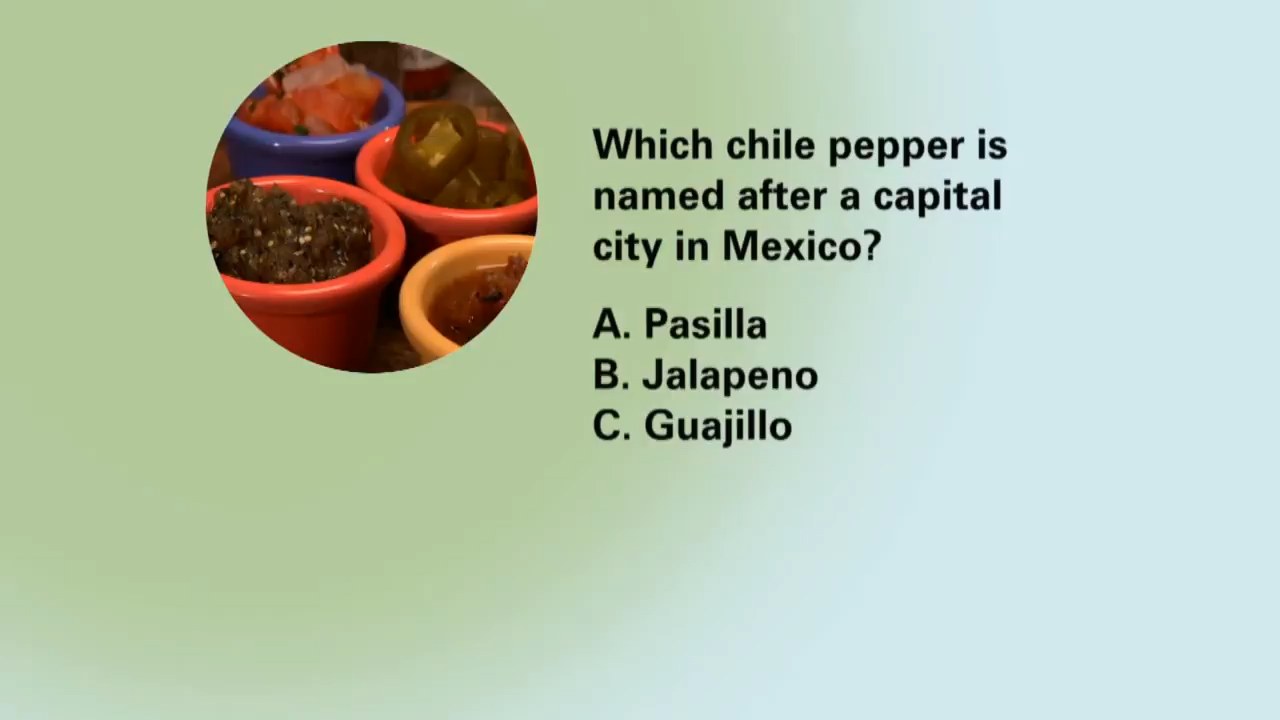 Which chile pepper is
named after a capital
city in Mexico?
A. Pasilla
B. Jalapeno
C. Guajillo